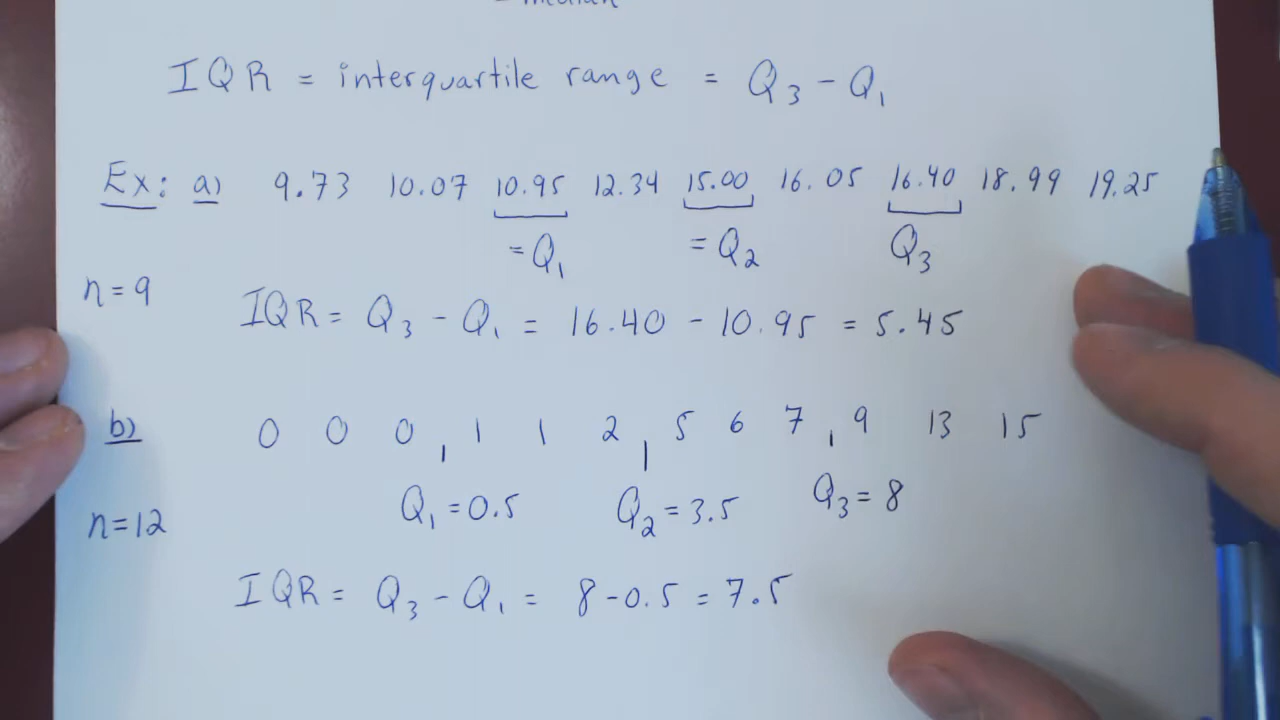 = median
IQR = interquartile range = Q₃ - Q₁
Ex: a) 9.73 10.07 10.95 12.34 15.00 16.05 16.40 18.99 19.25
= Q₁ = Q₂ Q₃
n = 9
IQR = Q₃ - Q₁ = 16.40 - 10.95 = 5.45
b) 0 0 0 1 1 2 5 6 7 9 13 15
Q₁ = 0.5 Q₂ = 3.5 Q₃ = 8
n = 12
IQR = Q₃ - Q₁ = 8 - 0.5 = 7.5